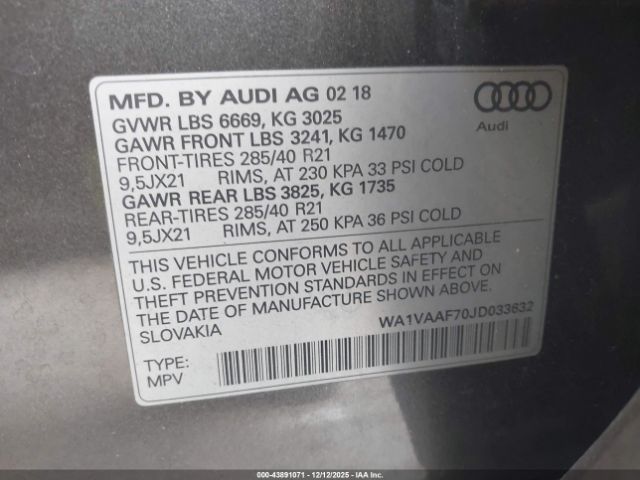 MFD. BY AUDI AG 02 18
GVWR LBS 6669, KG 3025
GAWR FRONT LBS 3241, KG 1470
FRONT-TIRES 285/40 R21
9,5JX21 RIMS, AT 230 KPA 33 PSI COLD
GAWR REAR LBS 3825, KG 1735
REAR-TIRES 285/40 R21
9,5JX21 RIMS, AT 250 KPA 36 PSI COLD
Audi
THIS VEHICLE CONFORMS TO ALL APPLICABLE
U.S. FEDERAL MOTOR VEHICLE SAFETY AND
THEFT PREVENTION STANDARDS IN EFFECT ON
THE DATE OF MANUFACTURE SHOWN ABOVE.
SLOVAKIA
WA1VAAF70JD033632
TYPE:
MPV
000-43891071 - 12/12/2025 - IAAI, Inc.